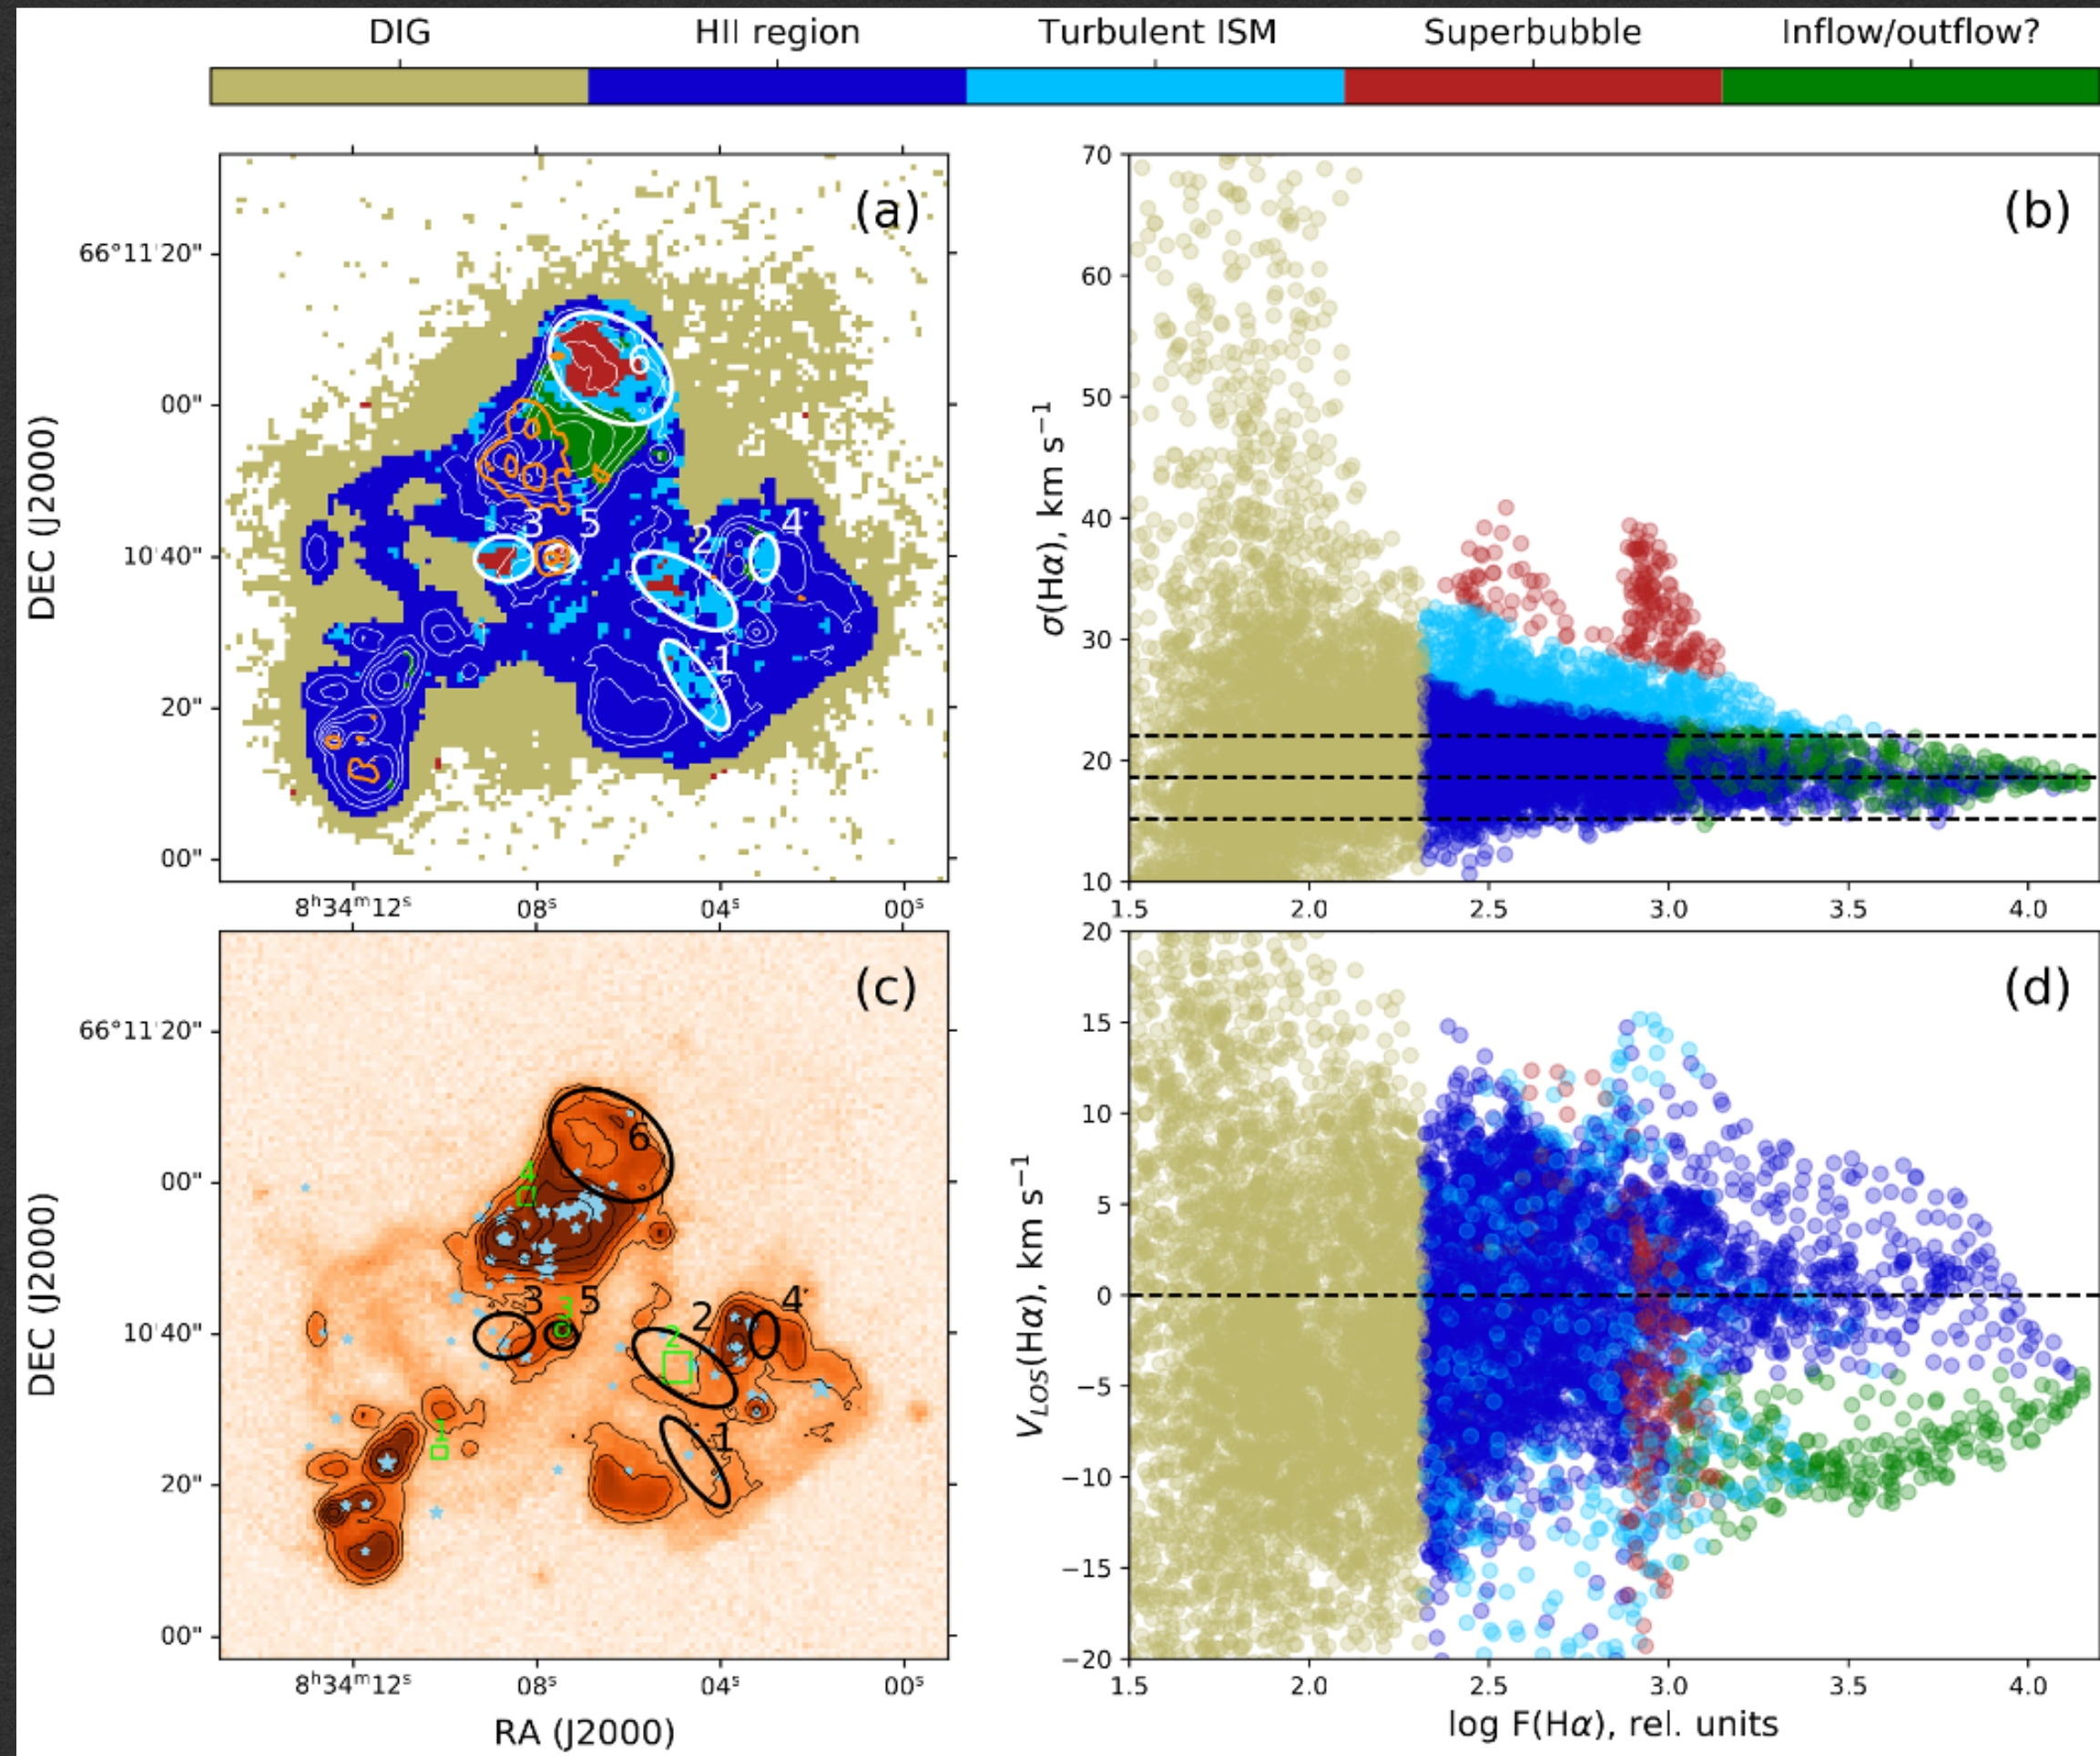 DIG HII region Turbulent ISM Superbubble Inflow/outflow?
(a)
6
3
5
2
4
1
66°11'20"
00"
10'40"
20"
00"
DEC (J2000)
8ʰ34ᵐ12ˢ 08ˢ 04ˢ 00ˢ
(b)
70
60
50
40
30
20
10
σ(Hα), km s⁻¹
1.5 2.0 2.5 3.0 3.5 4.0
(c)
6
4
3
5
3
2
4
2
1
1
66°11'20"
00"
10'40"
20"
00"
DEC (J2000)
8ʰ34ᵐ12ˢ 08ˢ 04ˢ 00ˢ
RA (J2000)
(d)
20
15
10
5
0
−5
−10
−15
−20
V_LOS(Hα), km s⁻¹
1.5 2.0 2.5 3.0 3.5 4.0
log F(Hα), rel. units